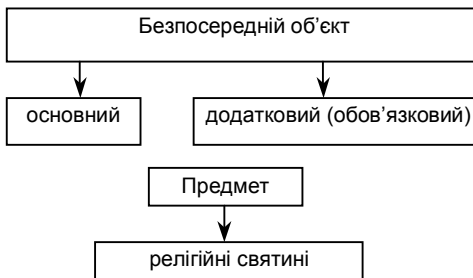 Безпосередній об’єкт
основний
додатковий (обов’язковий)
Предмет
релігійні святині